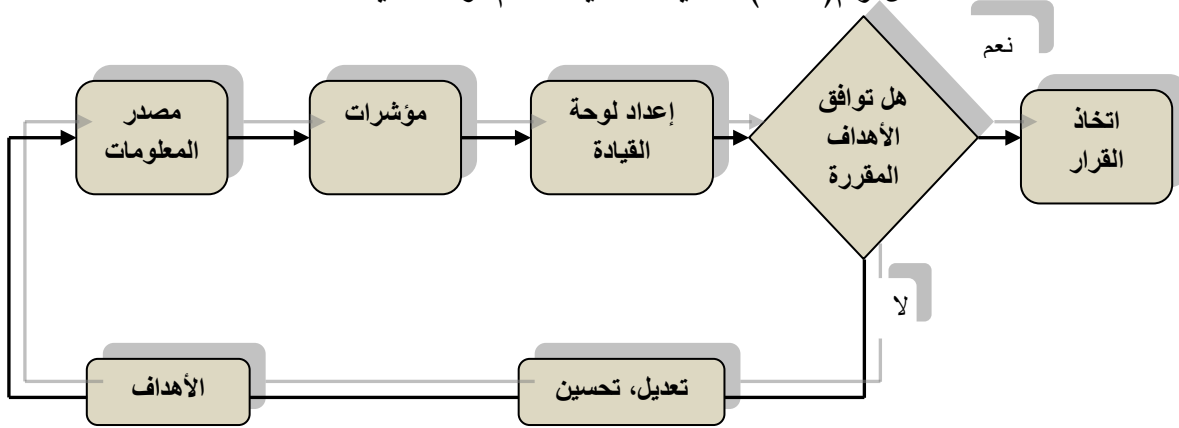 نعم
مصدر
المعلومات
مؤشرات
إعداد لوحة
القيادة
هل توافق
الأهداف
المقررة
اتخاذ
القرار
لا
الأهداف
تعديل، تحسين